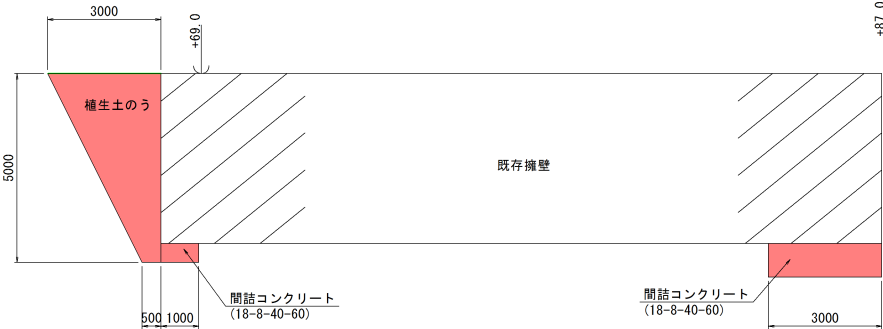 3000
+69.0
+87.0
植生土のう
5000
既存擁壁
間詰コンクリート
(18-8-40-60)
間詰コンクリート
(18-8-40-60)
500
1000
3000